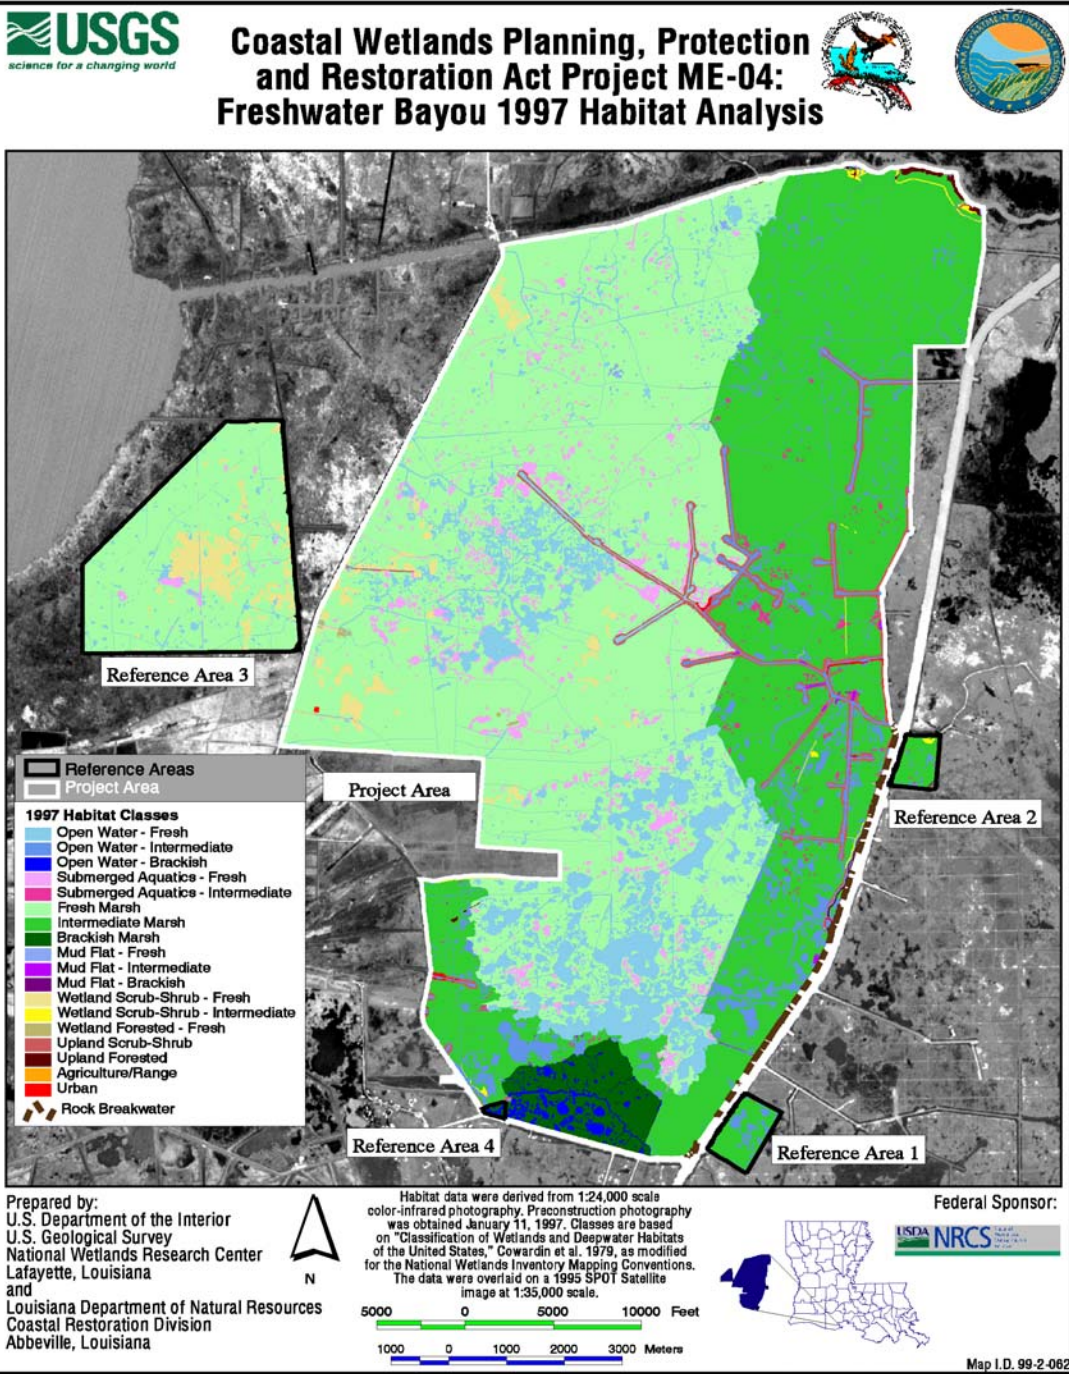 USGS
science for a changing world
Coastal Wetlands Planning, Protection
and Restoration Act Project ME-04:
Freshwater Bayou 1997 Habitat Analysis
Reference Area 3
Project Area
Reference Area 2
Reference Area 4
Reference Area 1
Reference Areas
Project Area
1997 Habitat Classes
Open Water - Fresh
Open Water - Intermediate
Open Water - Brackish
Submerged Aquatics - Fresh
Submerged Aquatics - Intermediate
Fresh Marsh
Intermediate Marsh
Brackish Marsh
Mud Flat - Fresh
Mud Flat - Intermediate
Mud Flat - Brackish
Wetland Scrub-Shrub - Fresh
Wetland Scrub-Shrub - Intermediate
Wetland Forested - Fresh
Upland Scrub-Shrub
Upland Forested
Agriculture/Range
Urban
Rock Breakwater
Prepared by:
U.S. Department of the Interior
U.S. Geological Survey
National Wetlands Research Center
Lafayette, Louisiana
and
Louisiana Department of Natural Resources
Coastal Restoration Division
Abbeville, Louisiana
N
Habitat data were derived from 1:24,000 scale
color-infrared photography. Preconstruction photography
was obtained January 11, 1997. Classes are based
on "Classification of Wetlands and Deepwater Habitats
of the United States," Cowardin et al. 1979, as modified
for the National Wetlands Inventory Mapping Conventions.
The data were overlaid on a 1995 SPOT Satellite
image at 1:35,000 scale.
5000 0 5000 10000 Feet
1000 0 1000 2000 3000 Meters
Federal Sponsor:
USDA NRCS
Map I.D. 99-2-062